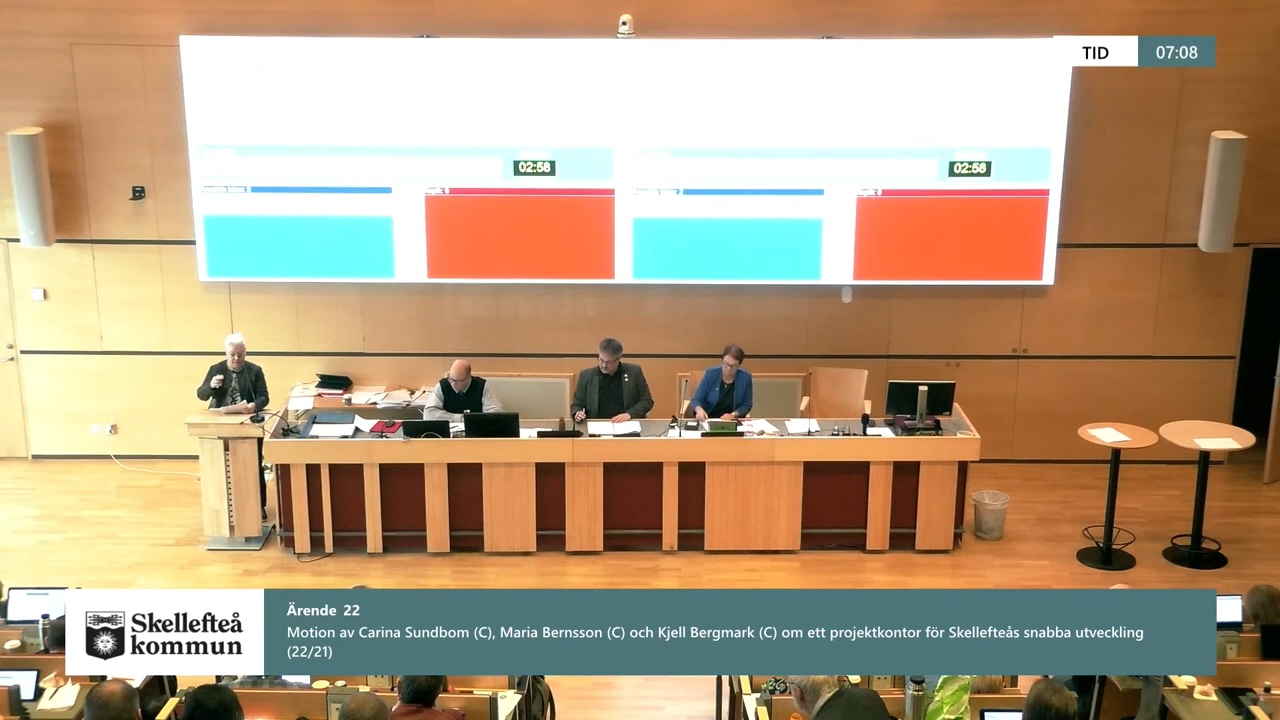 TID 07:08
02:58 02:58
Skellefteå
kommun
Ärende 22
Motion av Carina Sundbom (C), Maria Bernsson (C) och Kjell Bergmark (C) om ett projektkontor för Skellefteås snabba utveckling
(22/21)